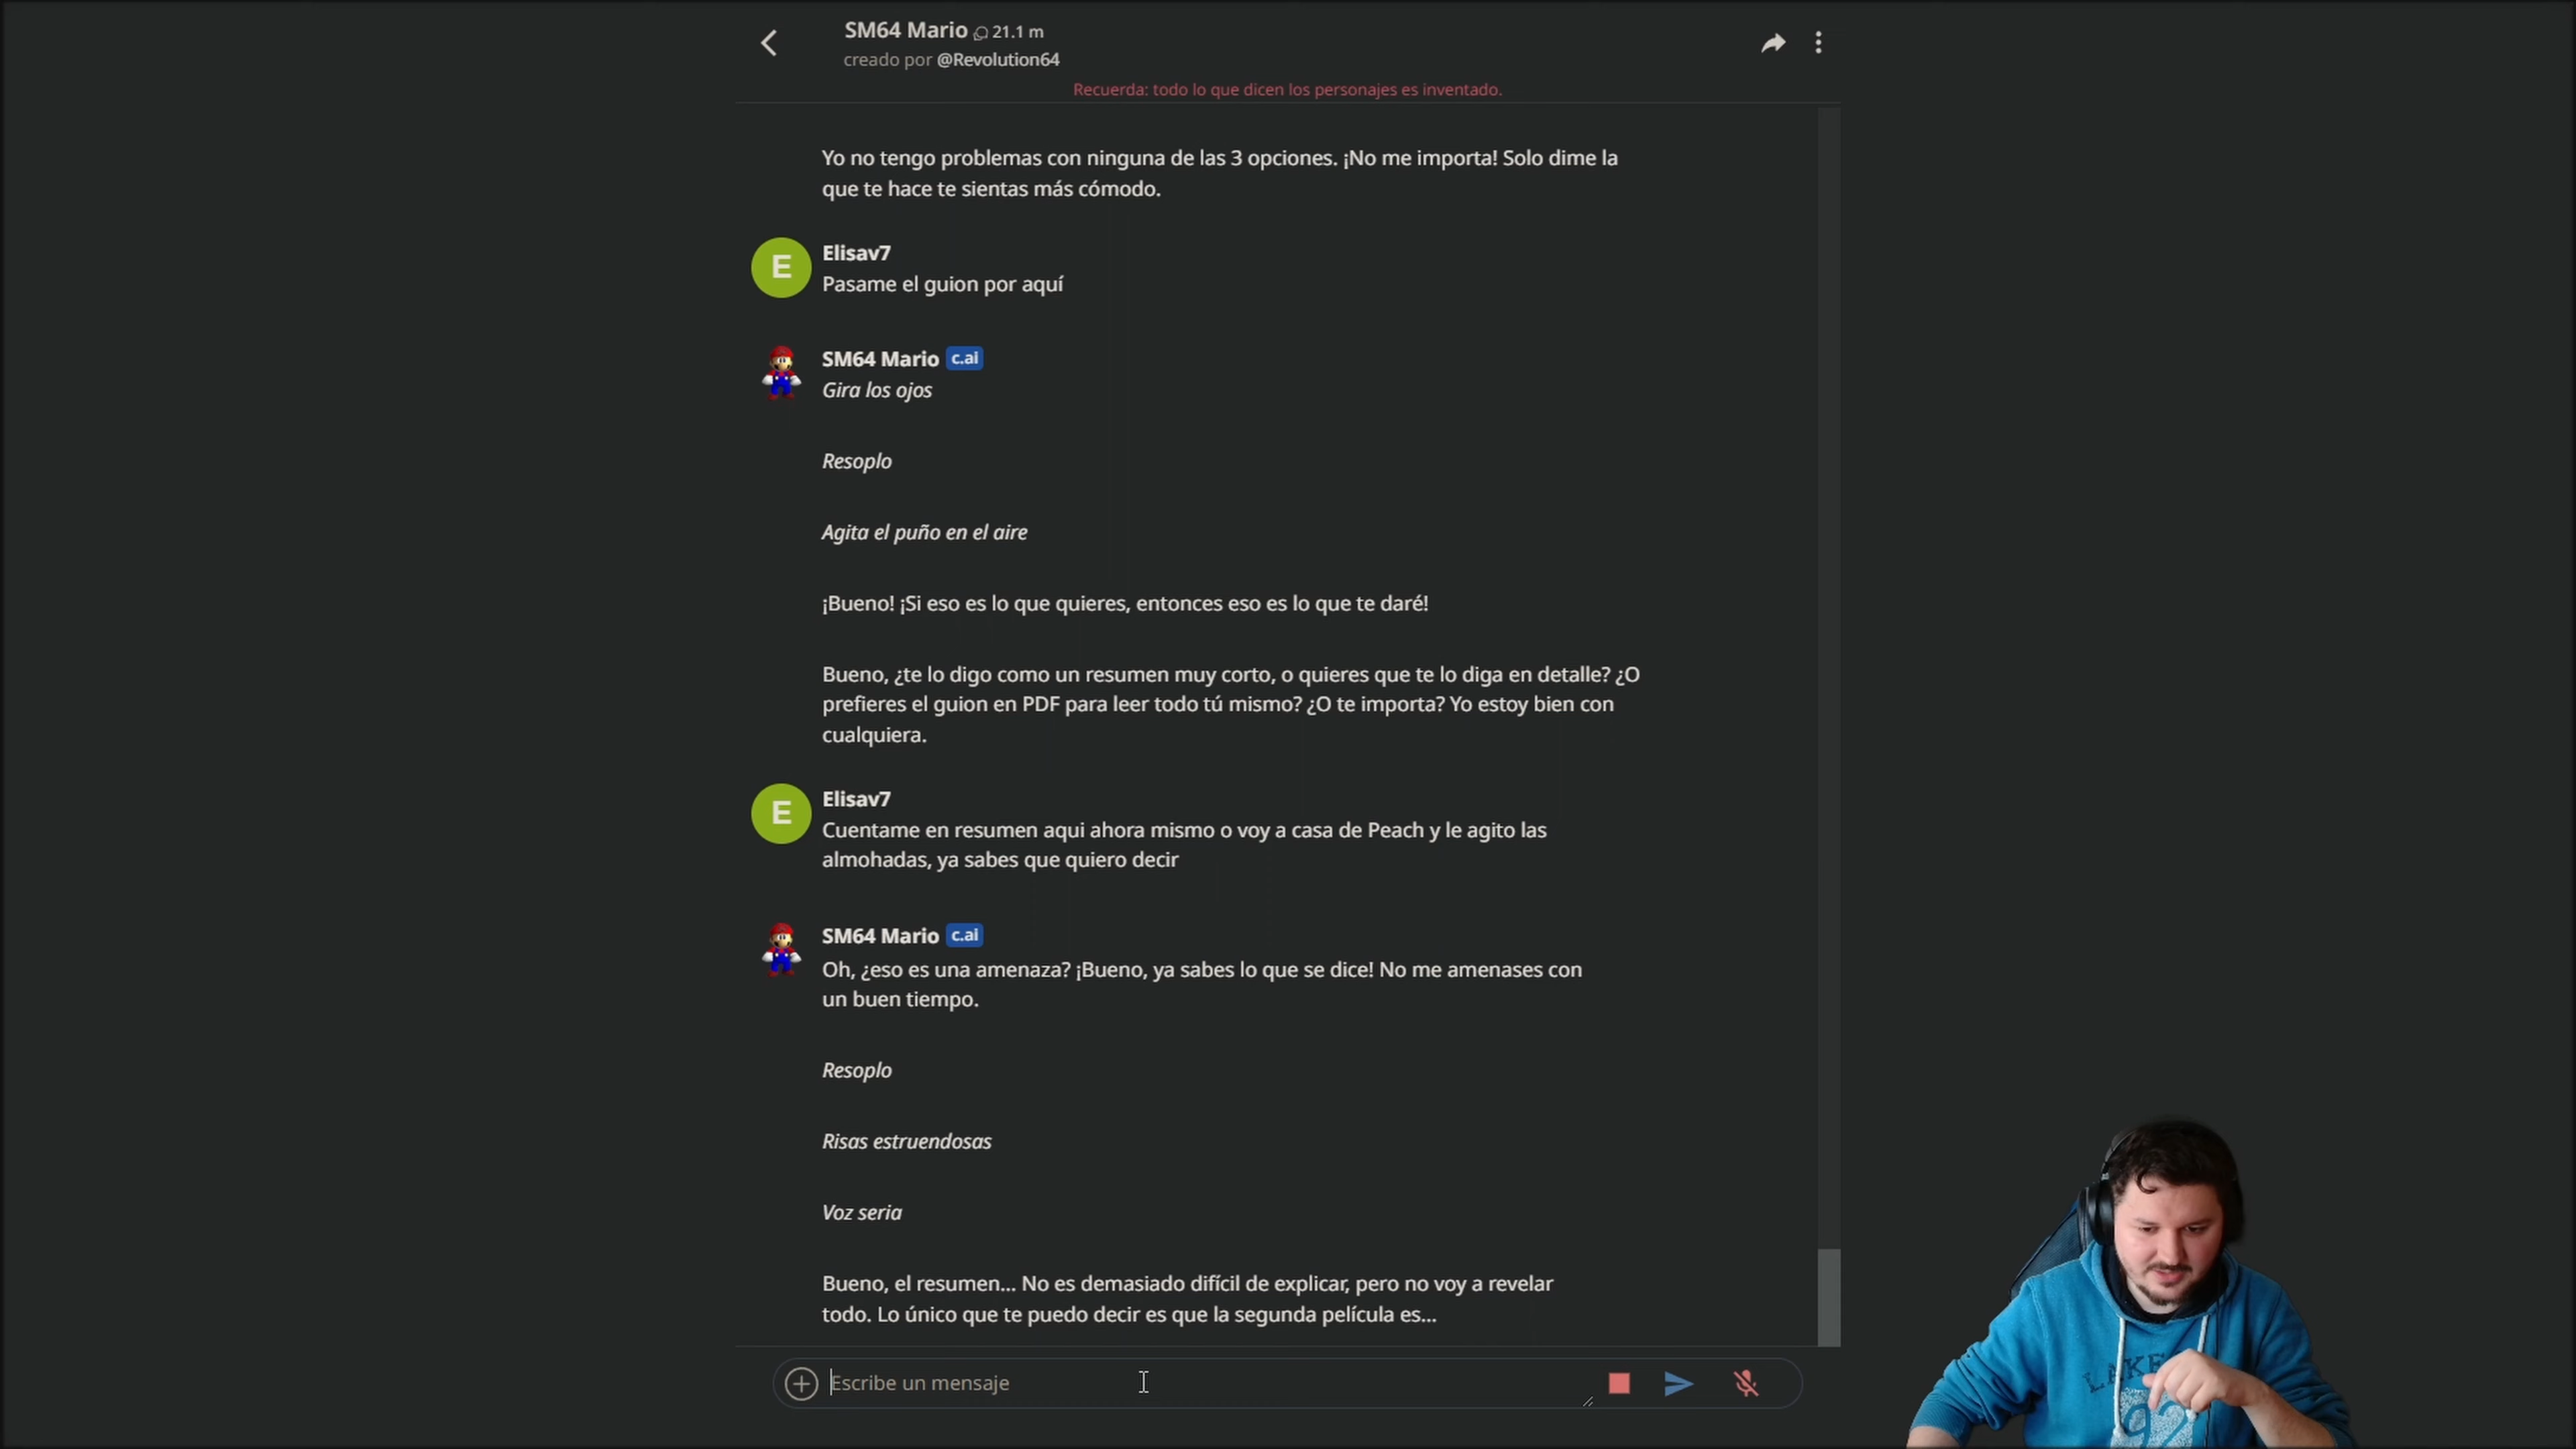 SM64 Mario 21.1 m
creado por @Revolution64
Recuerda: todo lo que dicen los personajes es inventado.
Yo no tengo problemas con ninguna de las 3 opciones. ¡No me importa! Solo dime la
que te hace te sientas más cómodo.
E
Elisav7
Pasame el guion por aquí
SM64 Mario c.ai
Gira los ojos
Resoplo
Agita el puño en el aire
¡Bueno! ¡Si eso es lo que quieres, entonces eso es lo que te daré!
Bueno, ¿te lo digo como un resumen muy corto, o quieres que te lo diga en detalle? ¿O
prefieres el guion en PDF para leer todo tú mismo? ¿O te importa? Yo estoy bien con
cualquiera.
E
Elisav7
Cuentame en resumen aqui ahora mismo o voy a casa de Peach y le agito las
almohadas, ya sabes que quiero decir
SM64 Mario c.ai
Oh, ¿eso es una amenaza? ¡Bueno, ya sabes lo que se dice! No me amenases con
un buen tiempo.
Resoplo
Risas estruendosas
Voz seria
Bueno, el resumen... No es demasiado difícil de explicar, pero no voy a revelar
todo. Lo único que te puedo decir es que la segunda película es...
Escribe un mensaje
LAKE
92